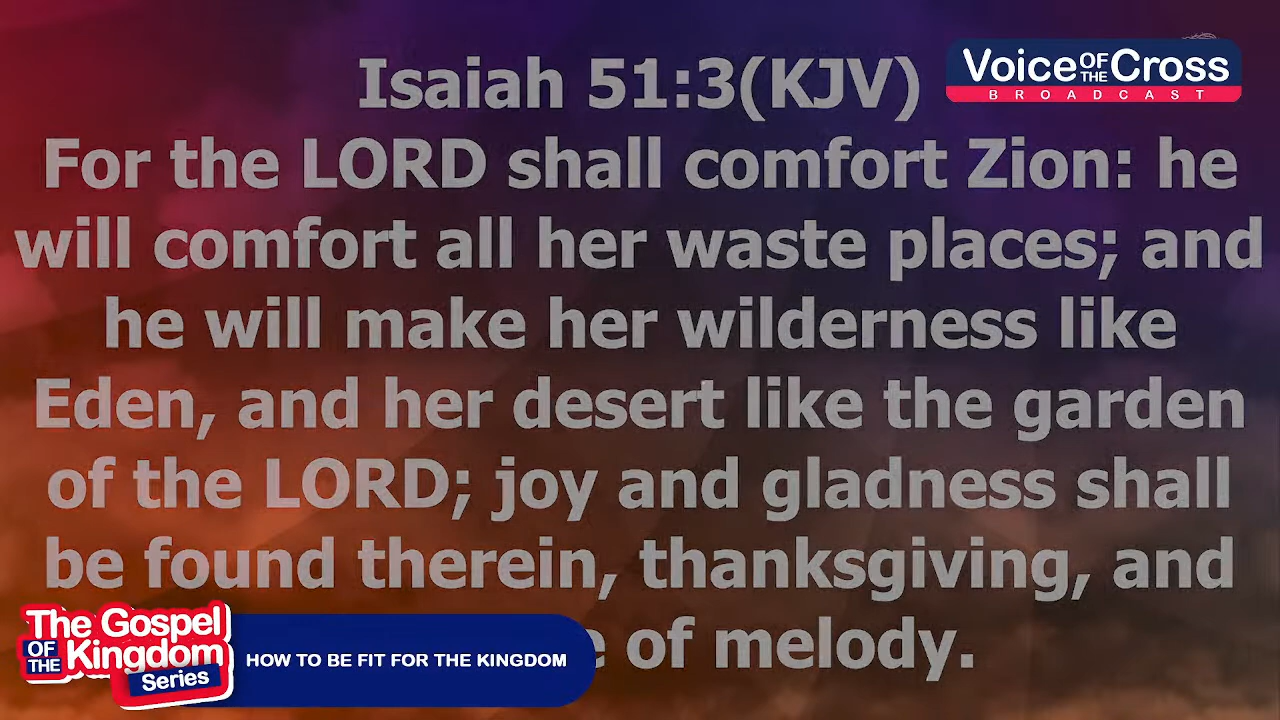 Isaiah 51:3(KJV)
Voice OF THE Cross
BROADCAST
For the LORD shall comfort Zion: he
will comfort all her waste places; and
he will make her wilderness like
Eden, and her desert like the garden
of the LORD; joy and gladness shall
be found therein, thanksgiving, and
of melody.
The Gospel
OF THE Kingdom
Series
HOW TO BE FIT FOR THE KINGDOM